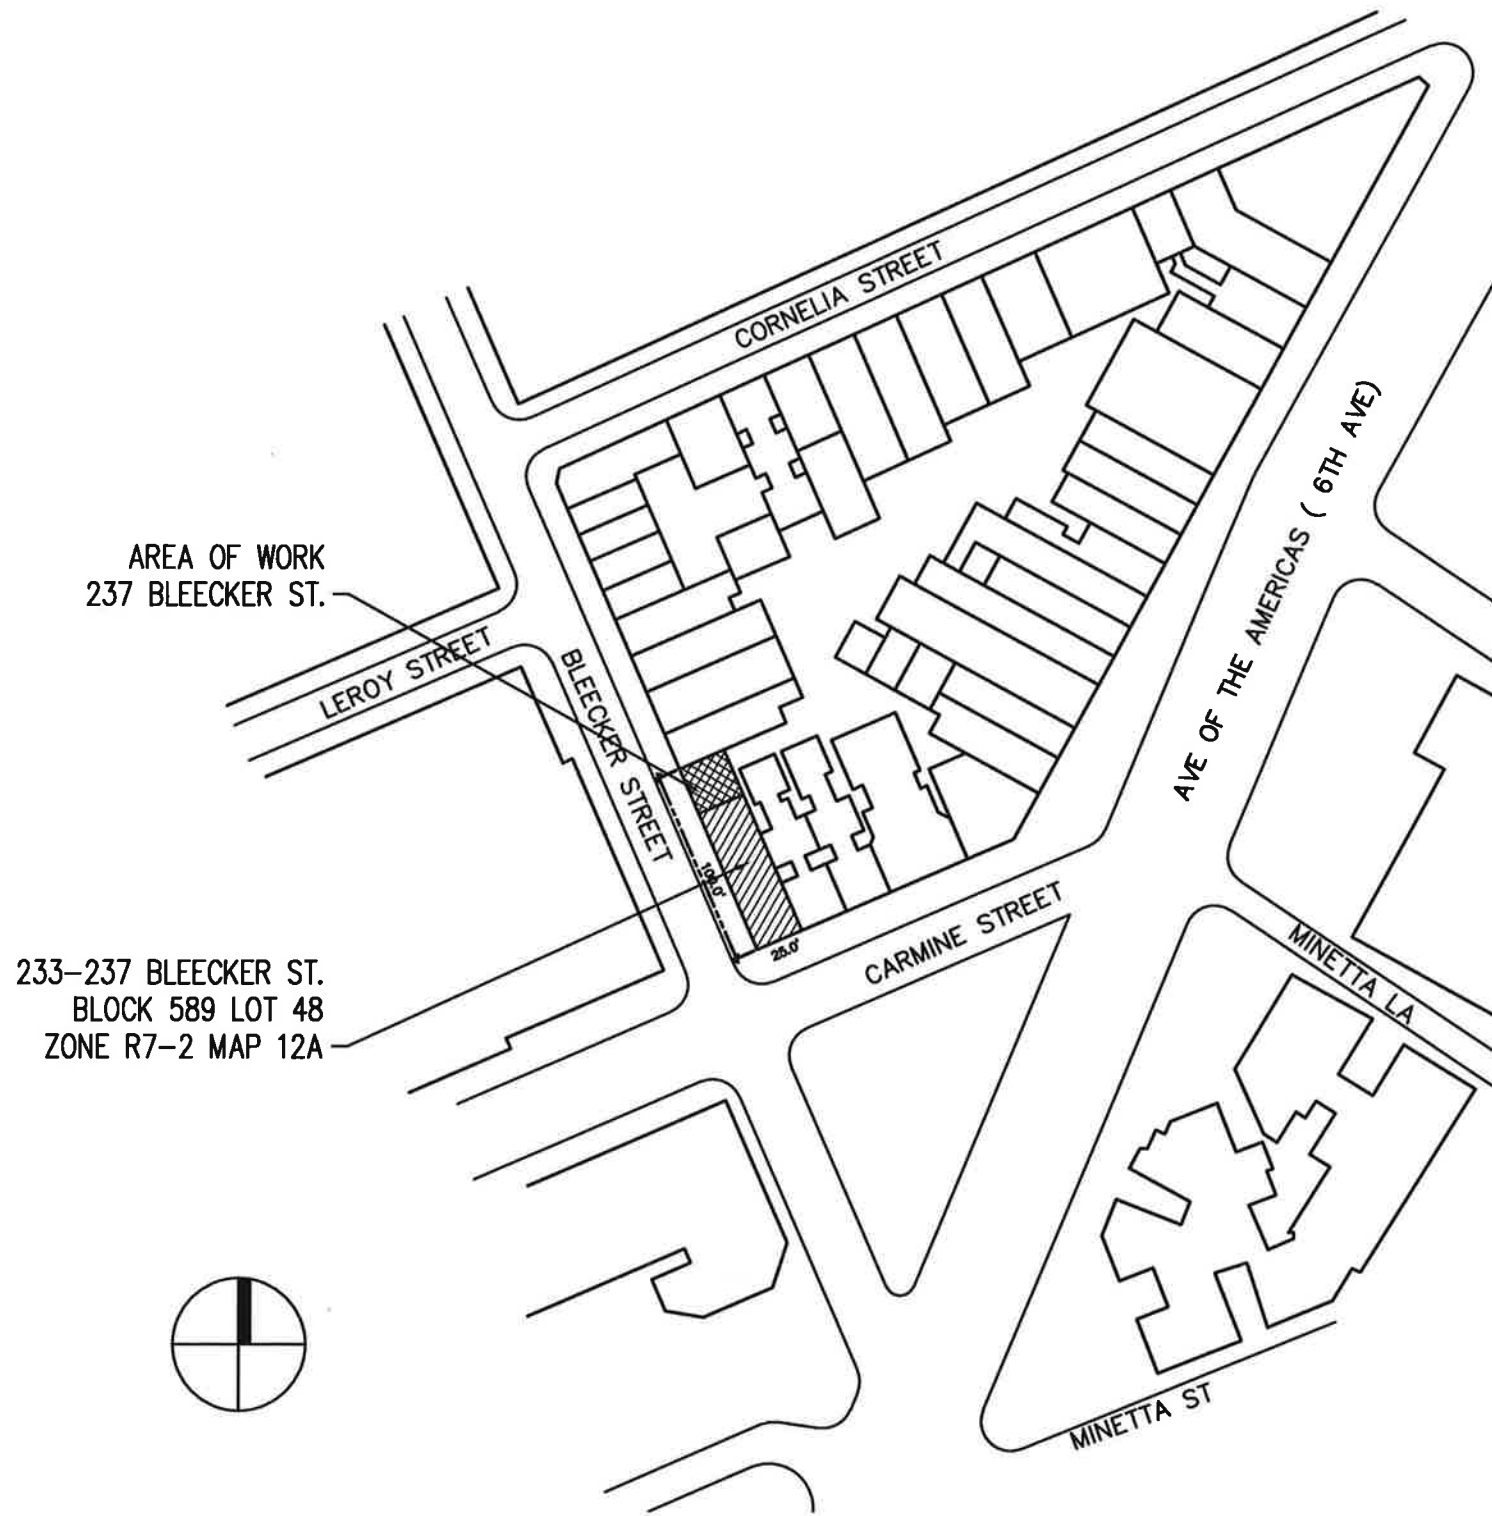 CORNELIA STREET
AVE OF THE AMERICAS ( 6TH AVE)
AREA OF WORK
237 BLEECKER ST.
LEROY STREET
BLEECKER STREET
100.0'
25.0'
CARMINE STREET
233-237 BLEECKER ST.
BLOCK 589 LOT 48
ZONE R7-2 MAP 12A
MINETTA LA
MINETTA ST